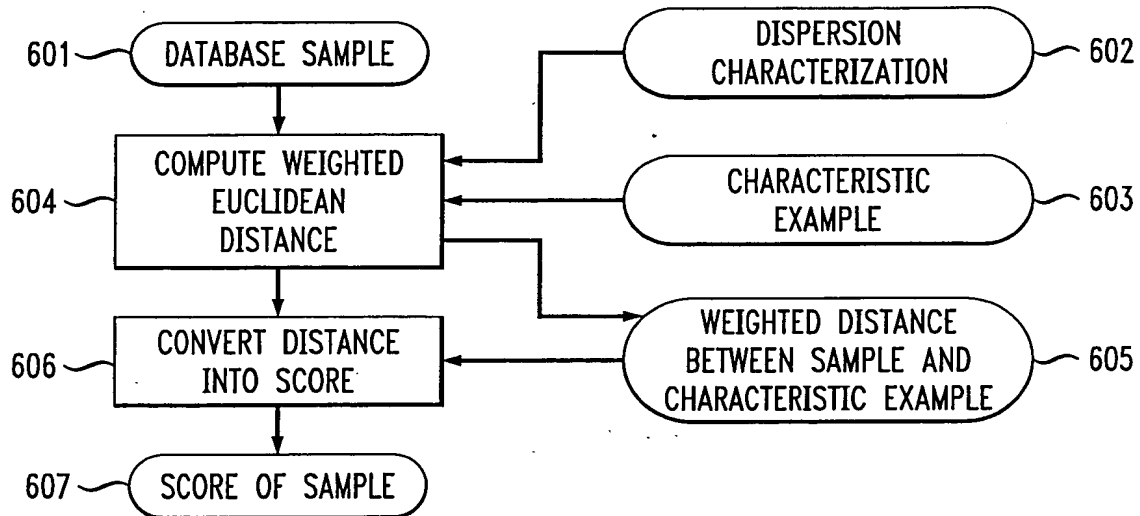 601
DATABASE SAMPLE
DISPERSION
CHARACTERIZATION
602
604
COMPUTE WEIGHTED
EUCLIDEAN
DISTANCE
CHARACTERISTIC
EXAMPLE
603
606
CONVERT DISTANCE
INTO SCORE
WEIGHTED DISTANCE
BETWEEN SAMPLE AND
CHARACTERISTIC EXAMPLE
605
607
SCORE OF SAMPLE